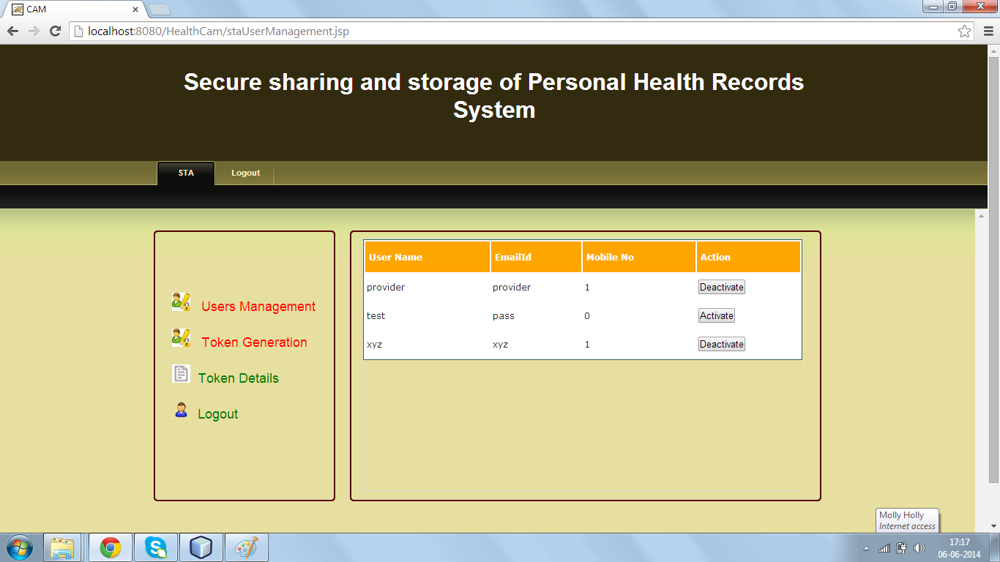 CAM
localhost:8080/HealthCam/staUserManagement.jsp
Secure sharing and storage of Personal Health Records
System
STA Logout
Users Management
Token Generation
Token Details
Logout
User Name EmailId Mobile No Action
provider provider 1 Deactivate
test pass 0 Activate
xyz xyz 1 Deactivate
Molly Holly
Internet access
17:17
06-06-2014